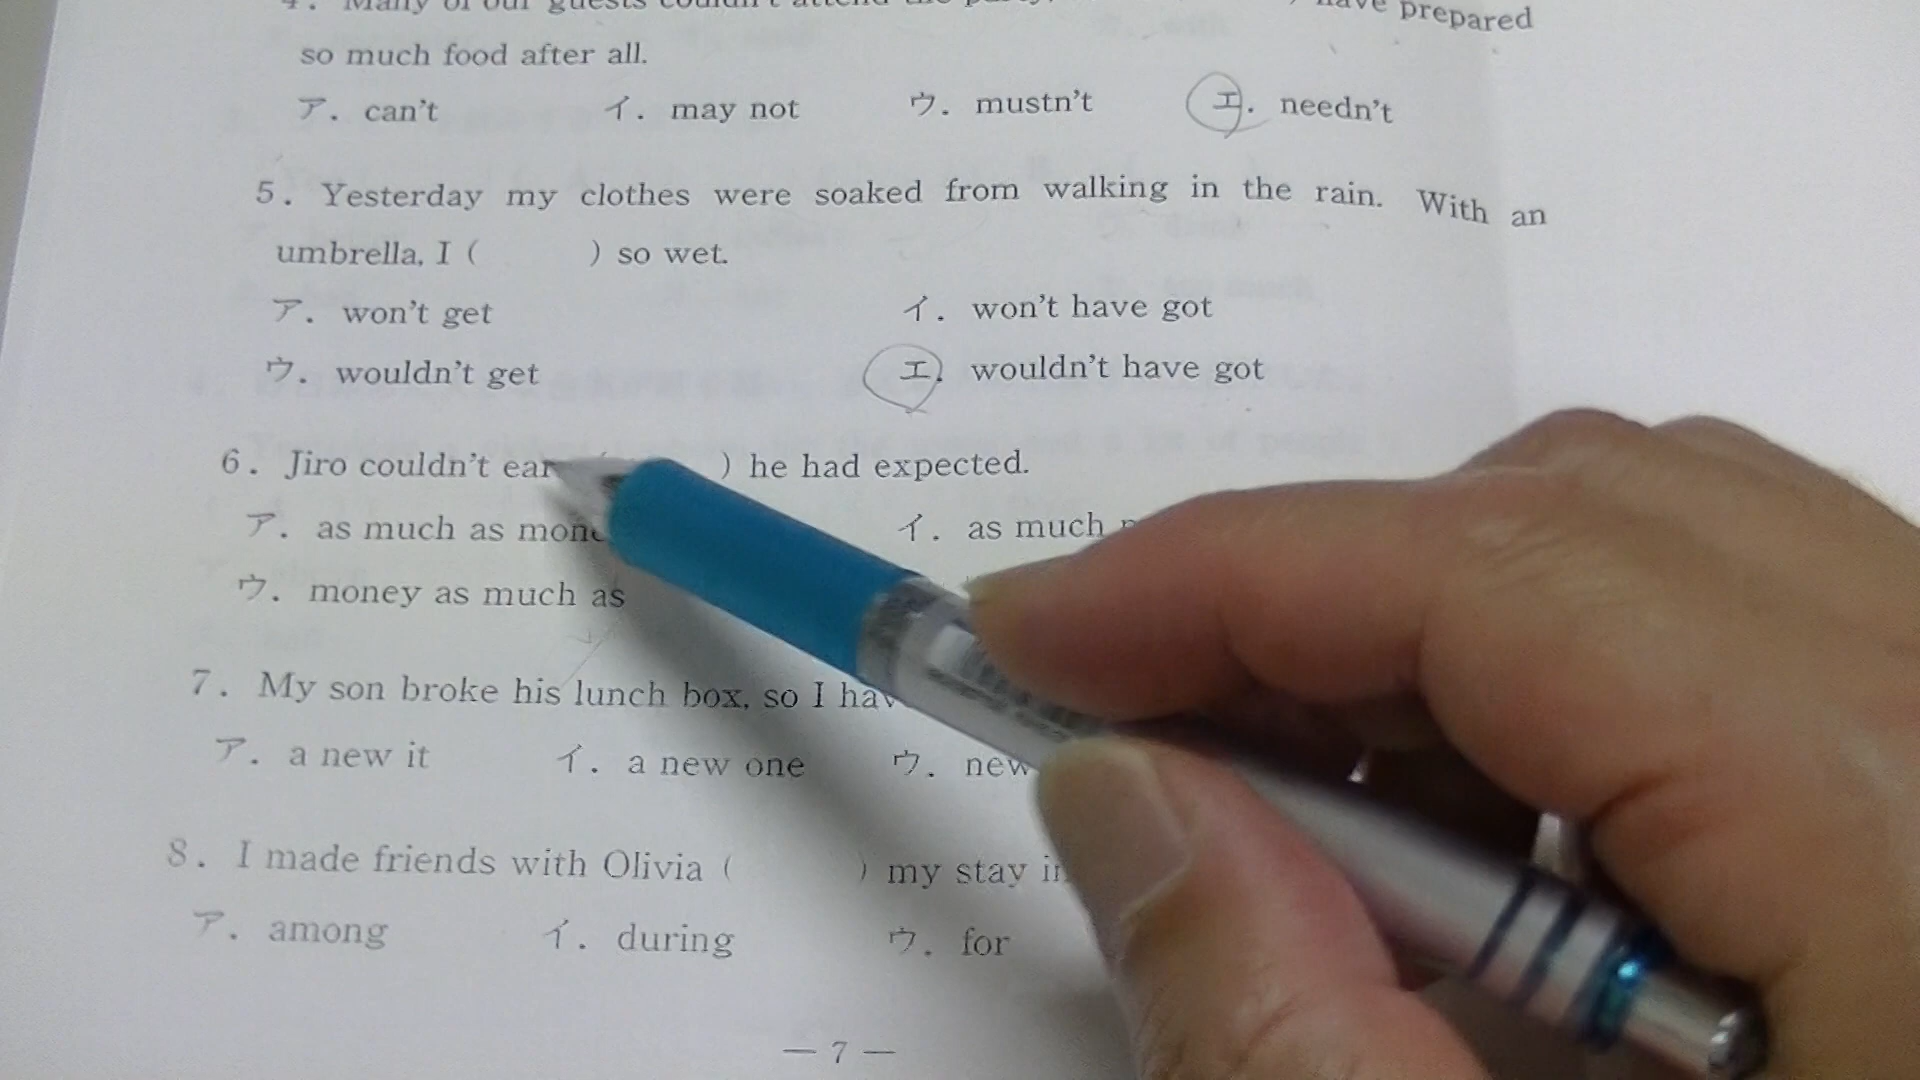 have prepared
so much food after all.
ア. can't イ. may not ウ. mustn't エ. needn't
5. Yesterday my clothes were soaked from walking in the rain. With an
umbrella, I ( ) so wet.
ア. won't get イ. won't have got
ウ. wouldn't get エ. wouldn't have got
6. Jiro couldn't ) he had expected.
ア. as much as イ. as much
ウ. money as much as
7. My son broke his lunch box, so I
ア. a new it イ. a new one ウ.
8. I made friends with Olivia ( ) my stay
ア. among イ. during ウ. for
— 7 —